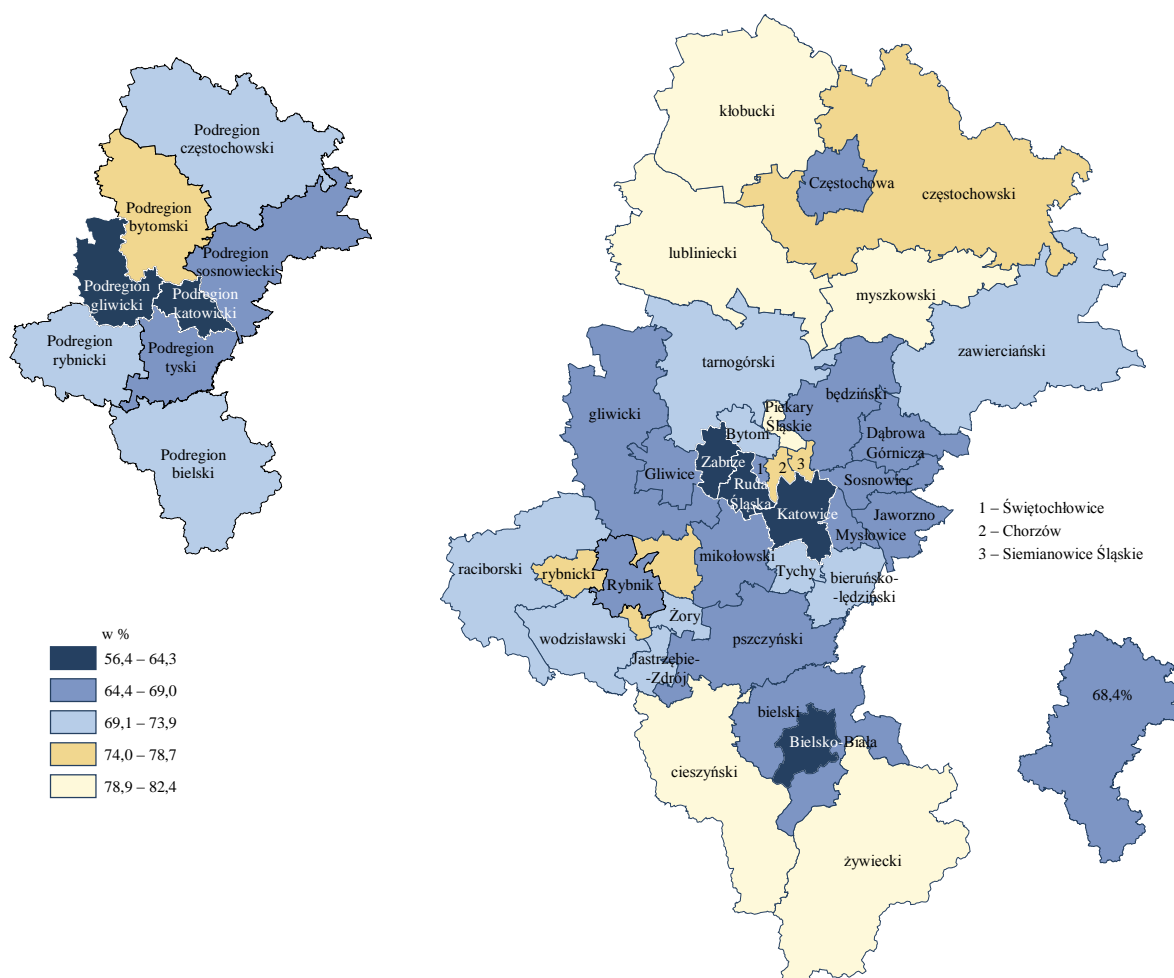 Podregion
częstochowski
Podregion
bytomski
Podregion
sosnowiecki
Podregion
gliwicki
Podregion
katowicki
Podregion
rybnicki
Podregion
tyski
Podregion
bielski
w %
56,4 – 64,3
64,4 – 69,0
69,1 – 73,9
74,0 – 78,7
78,9 – 82,4
kłobucki
Częstochowa
częstochowski
lubliniecki
myszkowski
zawierciański
tarnogórski
będziński
gliwicki
Piekary
Śląskie
Bytom
Dąbrowa
Górnicza
Zabrze
Gliwice
1
2
3
Ruda
Śląska
Sosnowiec
Katowice
Jaworzno
Mysłowice
mikołowski
raciborski
rybnicki
Rybnik
Tychy
bieruńsko-
-lędziński
Żory
wodzisławski
pszczyński
Jastrzębie-
-Zdrój
bielski
Bielsko-Biała
cieszyński
żywiecki
1 – Świętochłowice
2 – Chorzów
3 – Siemianowice Śląskie
68,4%